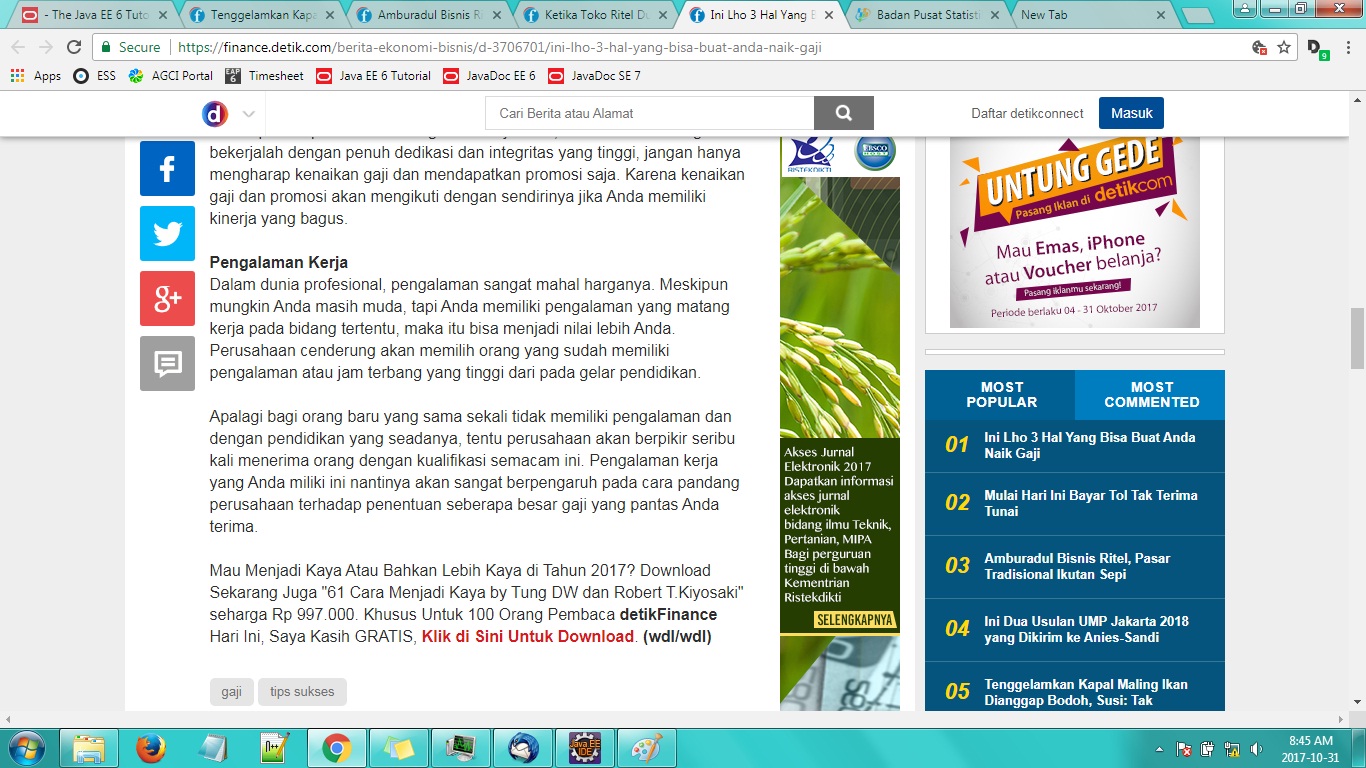 - The Java EE 6 Tuto
Tenggelamkan Kapa
Amburadul Bisnis Ri
Ketika Toko Ritel Du
Ini Lho 3 Hal Yang B
Badan Pusat Statisti
New Tab
Secure
https://finance.detik.com/berita-ekonomi-bisnis/d-3706701/ini-lho-3-hal-yang-bisa-buat-anda-naik-gaji
9
Apps
ESS
AGCI Portal
EAP 6
Timesheet
Java EE 6 Tutorial
JavaDoc EE 6
JavaDoc SE 7
d
Cari Berita atau Alamat
Daftar detikconnect
Masuk
bekerjalah dengan penuh dedikasi dan integritas yang tinggi, jangan hanya
mengharap kenaikan gaji dan mendapatkan promosi saja. Karena kenaikan
gaji dan promosi akan mengikuti dengan sendirinya jika Anda memiliki
kinerja yang bagus.
Pengalaman Kerja
Dalam dunia profesional, pengalaman sangat mahal harganya. Meskipun
mungkin Anda masih muda, tapi Anda memiliki pengalaman yang matang
kerja pada bidang tertentu, maka itu bisa menjadi nilai lebih Anda.
Perusahaan cenderung akan memilih orang yang sudah memiliki
pengalaman atau jam terbang yang tinggi dari pada gelar pendidikan.
Apalagi bagi orang baru yang sama sekali tidak memiliki pengalaman dan
dengan pendidikan yang seadanya, tentu perusahaan akan berpikir seribu
kali menerima orang dengan kualifikasi semacam ini. Pengalaman kerja
yang Anda miliki ini nantinya akan sangat berpengaruh pada cara pandang
perusahaan terhadap penentuan seberapa besar gaji yang pantas Anda
terima.
Mau Menjadi Kaya Atau Bahkan Lebih Kaya di Tahun 2017? Download
Sekarang Juga "61 Cara Menjadi Kaya by Tung DW dan Robert T.Kiyosaki"
seharga Rp 997.000. Khusus Untuk 100 Orang Pembaca detikFinance
Hari Ini, Saya Kasih GRATIS, Klik di Sini Untuk Download. (wdl/wdl)
gaji
tips sukses
RISTEKDIKTI
EBSCO
HOST
Akses Jurnal
Elektronik 2017
Dapatkan informasi
akses jurnal
elektronik
bidang ilmu Teknik,
Pertanian, MIPA
Bagi perguruan
tinggi di bawah
Kementrian
Ristekdikti
SELENGKAPNYA
UNTUNG GEDE
Pasang Iklan di detikcom
Mau Emas, iPhone
atau Voucher belanja?
Pasang Iklanmu sekarang!
Periode berlaku 04 - 31 Oktober 2017
MOST
POPULAR
MOST
COMMENTED
01 Ini Lho 3 Hal Yang Bisa Buat Anda
Naik Gaji
02 Mulai Hari Ini Bayar Tol Tak Terima
Tunai
03 Amburadul Bisnis Ritel, Pasar
Tradisional Ikutan Sepi
04 Ini Dua Usulan UMP Jakarta 2018
yang Dikirim ke Anies-Sandi
05 Tenggelamkan Kapal Maling Ikan
Dianggap Bodoh, Susi: Tak
Java EE
IDE
8:45 AM
2017-10-31